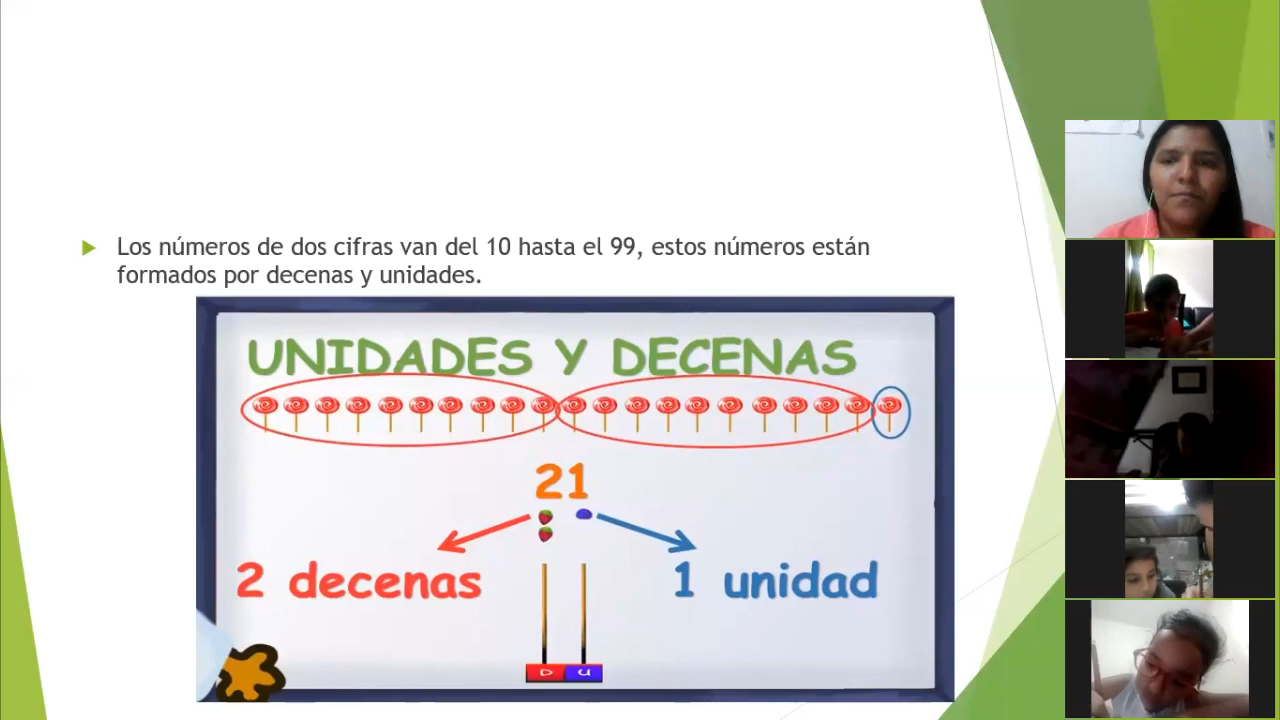 Los números de dos cifras van del 10 hasta el 99, estos números están
formados por decenas y unidades.
UNIDADES Y DECENAS
21
2 decenas
1 unidad
D U